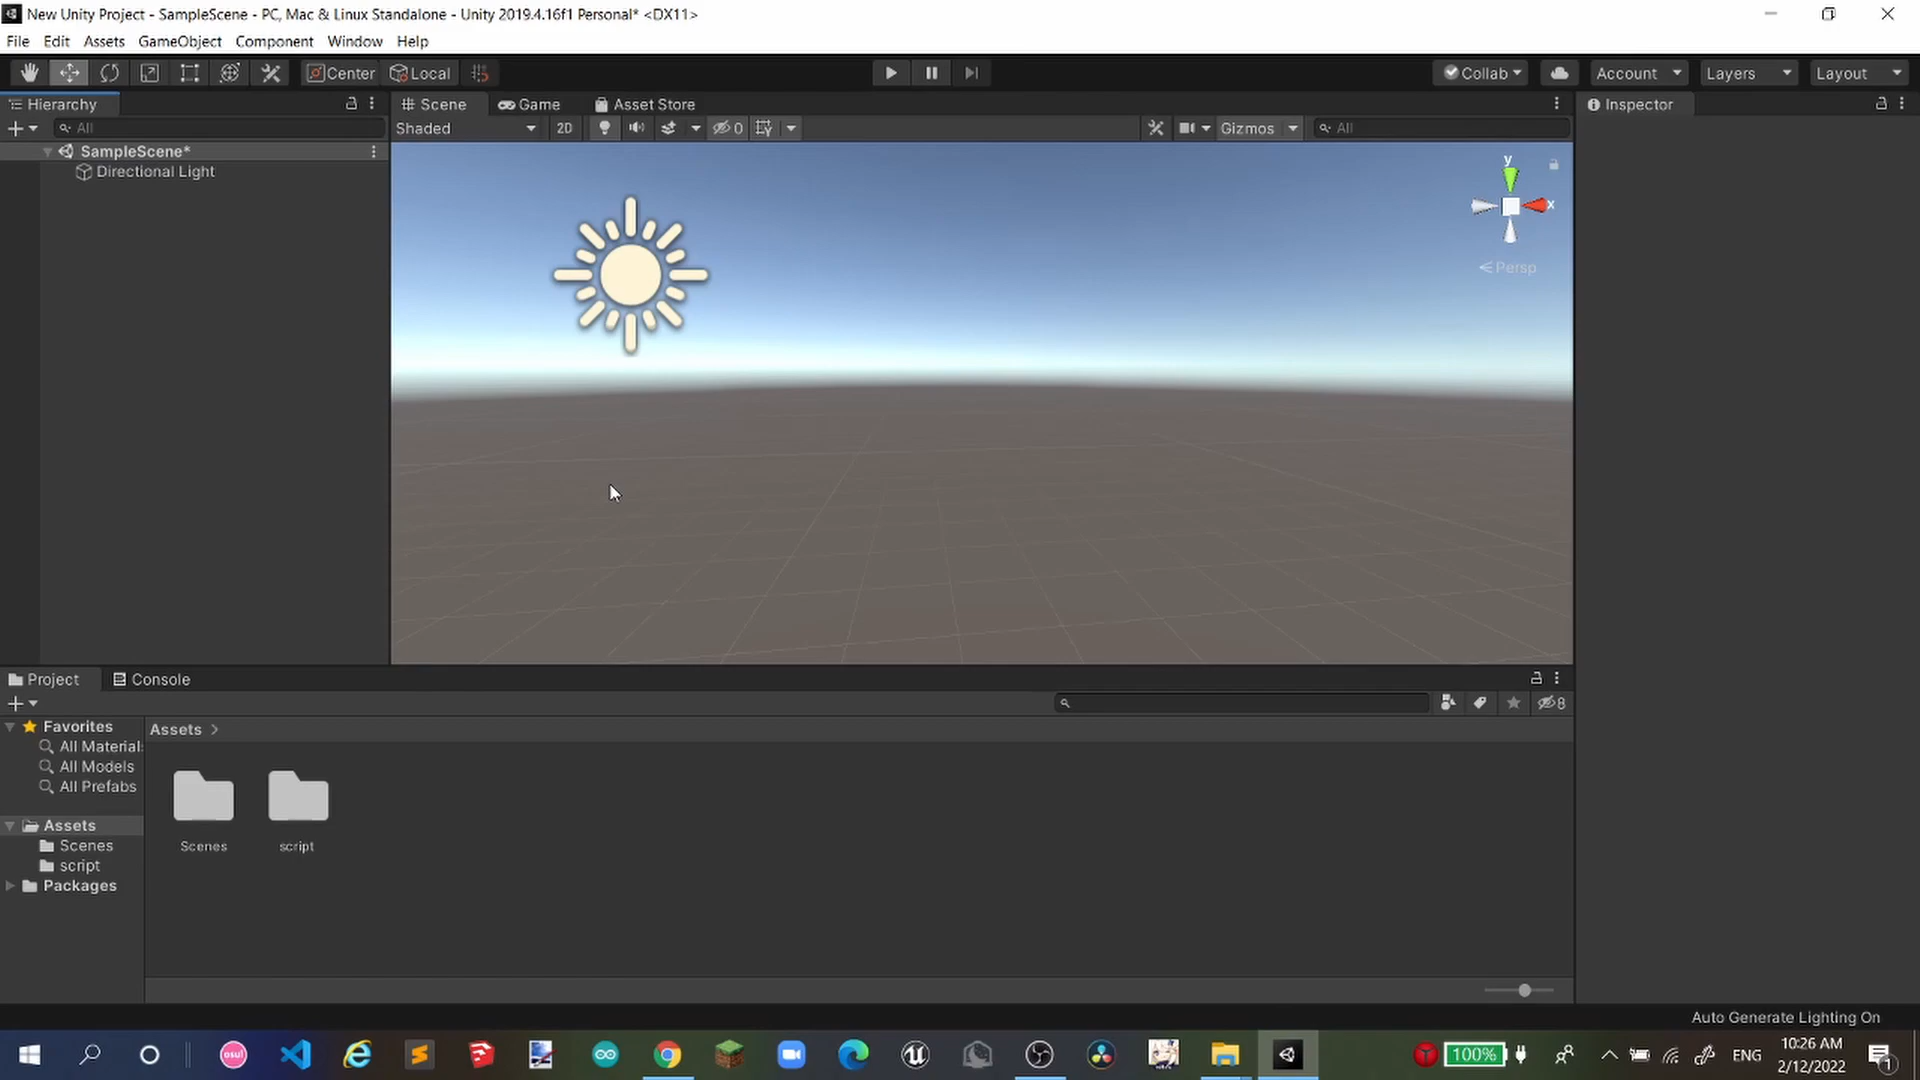 New Unity Project - SampleScene - PC, Mac & Linux Standalone - Unity 2019.4.16f1 Personal* <DX11>
File Edit Assets GameObject Component Window Help
Center Local Collab Account Layers Layout
Hierarchy Scene Game Asset Store Inspector
All Shaded 2D 0 Gizmos All
SampleScene*
Directional Light
y
x
Persp
Project Console
8
Favorites Assets
All Material
All Models
All Prefabs
Assets
Scenes
script
Packages
Scenes script
Auto Generate Lighting On
osu!
100% ENG 10:26 AM
2/12/2022
1